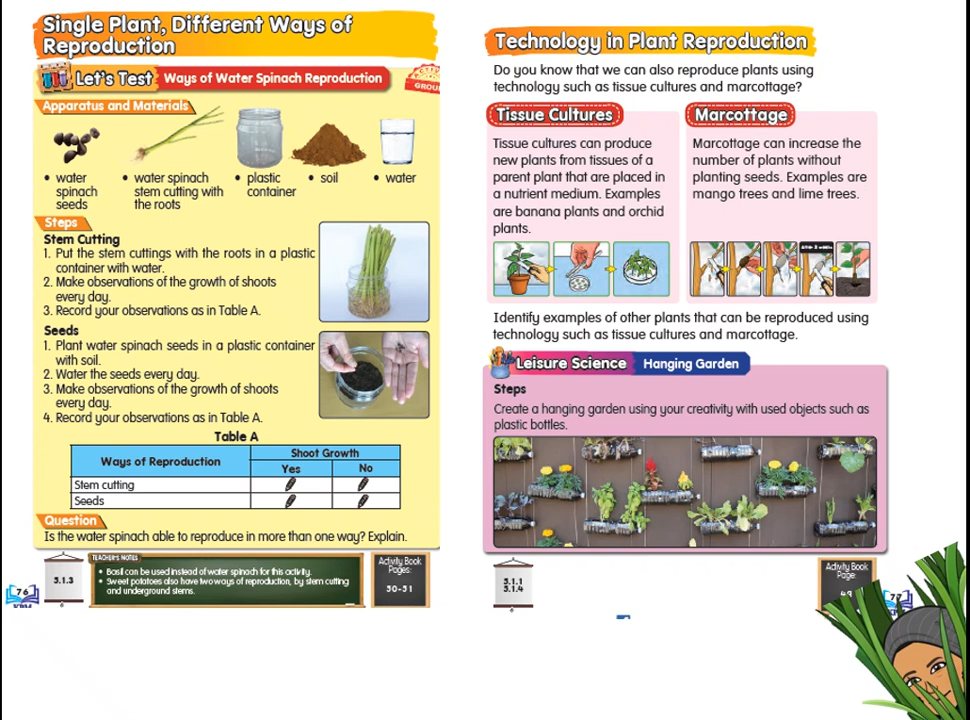 Single Plant, Different Ways of
Reproduction
Let's Test
Ways of Water Spinach Reproduction
GROUP
Apparatus and Materials
• water
spinach
seeds
• water spinach
stem cutting with
the roots
• plastic
container
• soil
• water
Steps
Stem Cutting
1. Put the stem cuttings with the roots in a plastic
container with water.
2. Make observations of the growth of shoots
every day.
3. Record your observations as in Table A.
Seeds
1. Plant water spinach seeds in a plastic container
with soil.
2. Water the seeds every day.
3. Make observations of the growth of shoots
every day.
4. Record your observations as in Table A.
Table A
Ways of Reproduction
Shoot Growth
Yes
No
Stem cutting
Seeds
Question
Is the water spinach able to reproduce in more than one way? Explain.
76
5.1.3
TEACHER'S NOTES
• Basil can be used instead of water spinach for this activity.
• Sweet potatoes also have two ways of reproduction, by stem cutting
and underground stems.
Activity Book
Pages:
50-51
Technology in Plant Reproduction
Do you know that we can also reproduce plants using
technology such as tissue cultures and marcottage?
Tissue Cultures
Tissue cultures can produce
new plants from tissues of a
parent plant that are placed in
a nutrient medium. Examples
are banana plants and orchid
plants.
Marcottage
Marcottage can increase the
number of plants without
planting seeds. Examples are
mango trees and lime trees.
Identify examples of other plants that can be reproduced using
technology such as tissue cultures and marcottage.
Leisure Science
Hanging Garden
Steps
Create a hanging garden using your creativity with used objects such as
plastic bottles.
5.1.1
5.1.4
Activity Book
Page:
49
77